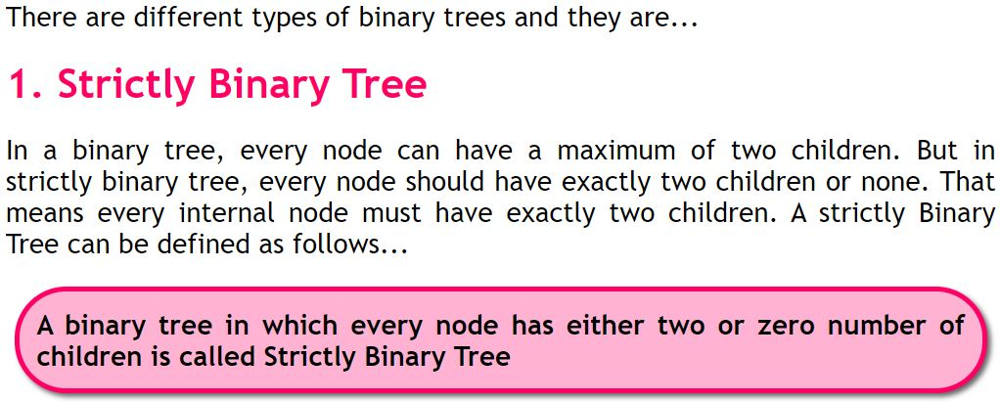 There are different types of binary trees and they are...
1. Strictly Binary Tree
In a binary tree, every node can have a maximum of two children. But in
strictly binary tree, every node should have exactly two children or none. That
means every internal node must have exactly two children. A strictly Binary
Tree can be defined as follows...
A binary tree in which every node has either two or zero number of
children is called Strictly Binary Tree